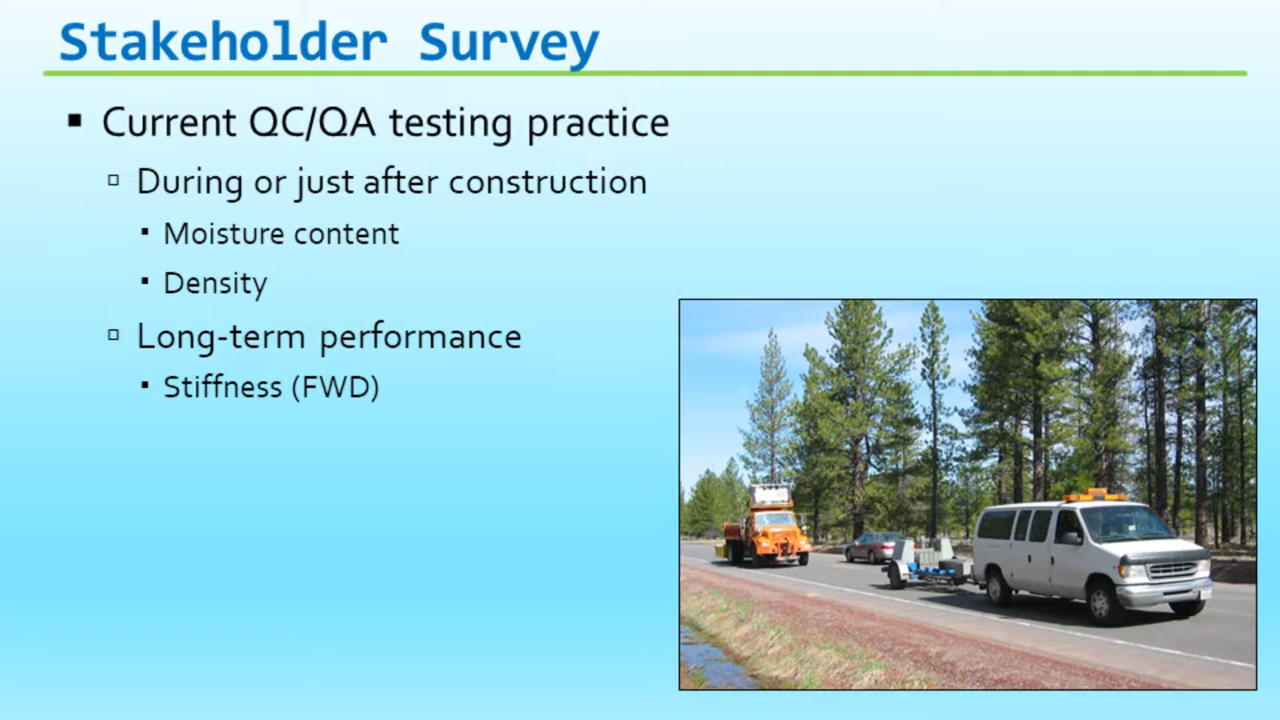 Stakeholder Survey
Current QC/QA testing practice
During or just after construction
Moisture content
Density
Long-term performance
Stiffness (FWD)